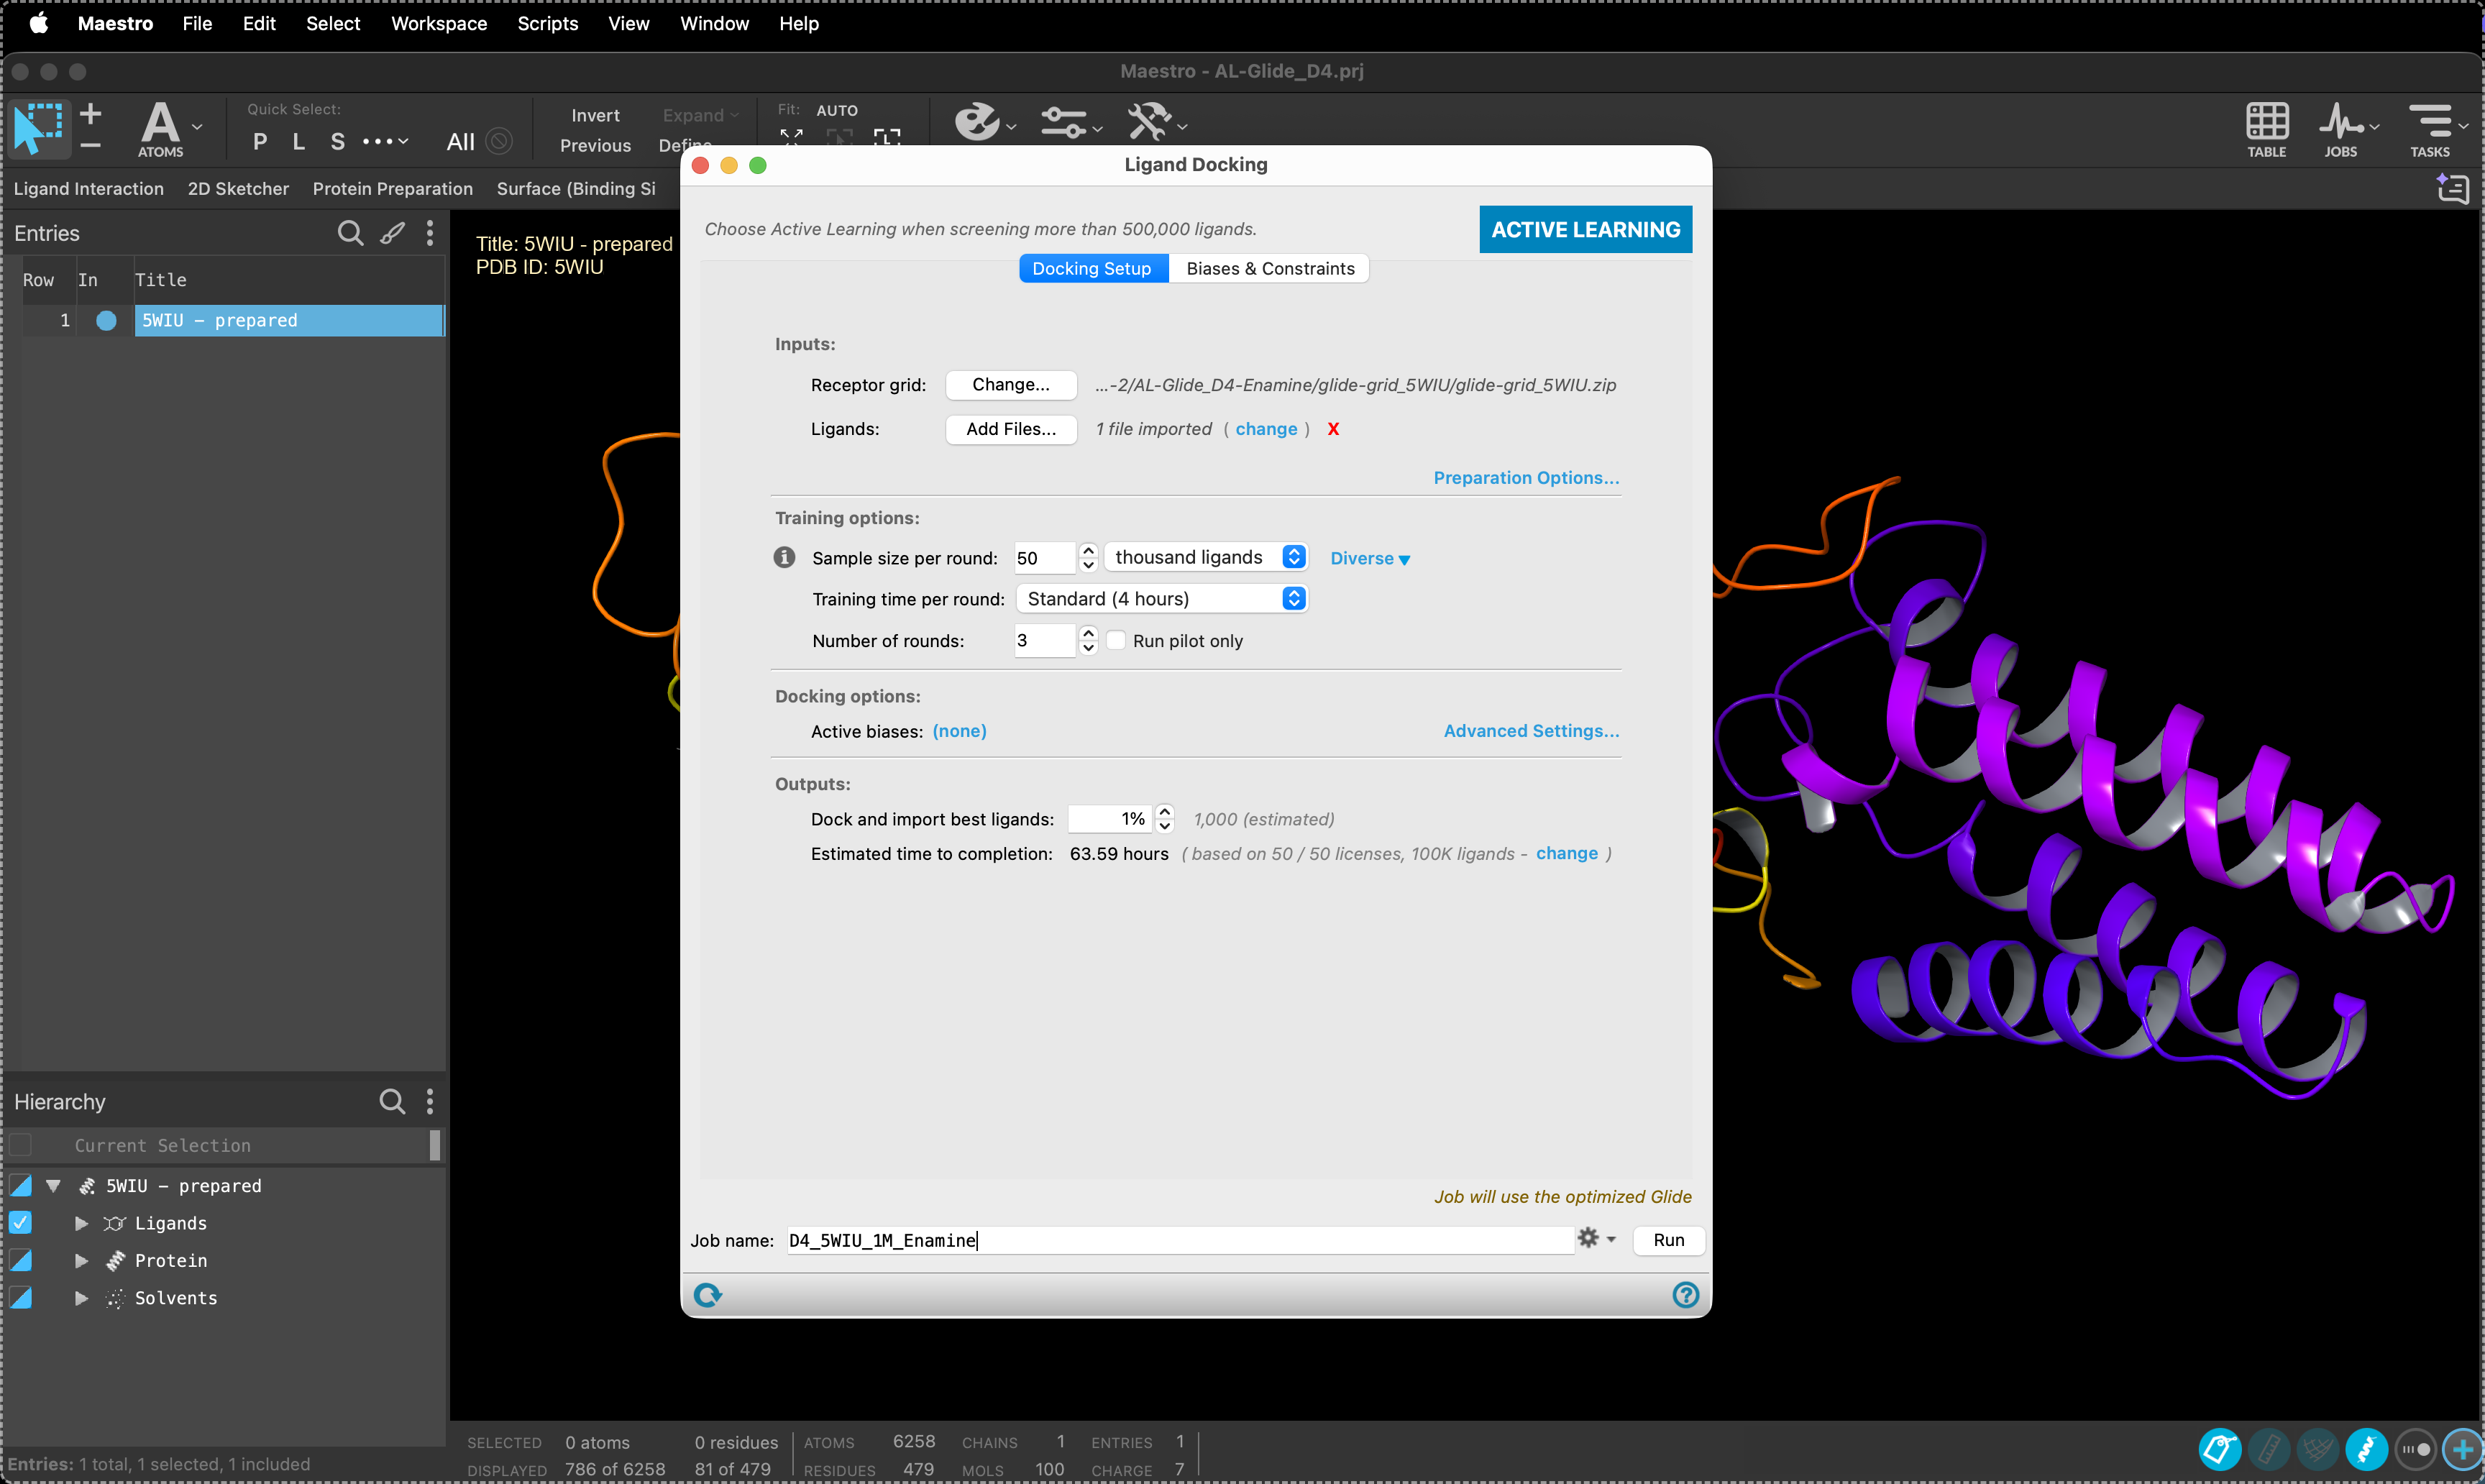 Maestro File Edit Select Workspace Scripts View Window Help
Maestro - AL-Glide_D4.prj
Quick Select:
P L S
A
ATOMS
All
Invert
Previous
Expand
Fit: AUTO
TABLE
JOBS
TASKS
Ligand Interaction 2D Sketcher Protein Preparation Surface (Binding Si
Entries
Row In Title
1 5WIU – prepared
Title: 5WIU - prepared
PDB ID: 5WIU
Ligand Docking
Choose Active Learning when screening more than 500,000 ligands.
ACTIVE LEARNING
Docking Setup Biases & Constraints
Inputs:
Receptor grid: Change... ...-2/AL-Glide_D4-Enamine/glide-grid_5WIU/glide-grid_5WIU.zip
Ligands: Add Files... 1 file imported ( change ) X
Preparation Options...
Training options:
Sample size per round: 50 thousand ligands Diverse
Training time per round: Standard (4 hours)
Number of rounds: 3 Run pilot only
Docking options:
Active biases: (none) Advanced Settings...
Outputs:
Dock and import best ligands: 1% 1,000 (estimated)
Estimated time to completion: 63.59 hours ( based on 50 / 50 licenses, 100K ligands - change )
Job will use the optimized Glide
Job name: D4_5WIU_1M_Enamine Run
Hierarchy
Current Selection
5WIU – prepared
Ligands
Protein
Solvents
Entries: 1 total, 1 selected, 1 included
SELECTED 0 atoms 0 residues ATOMS 6258 CHAINS 1 ENTRIES 1
DISPLAYED 786 of 6258 81 of 479 RESIDUES 479 MOLS 100 CHARGE 7